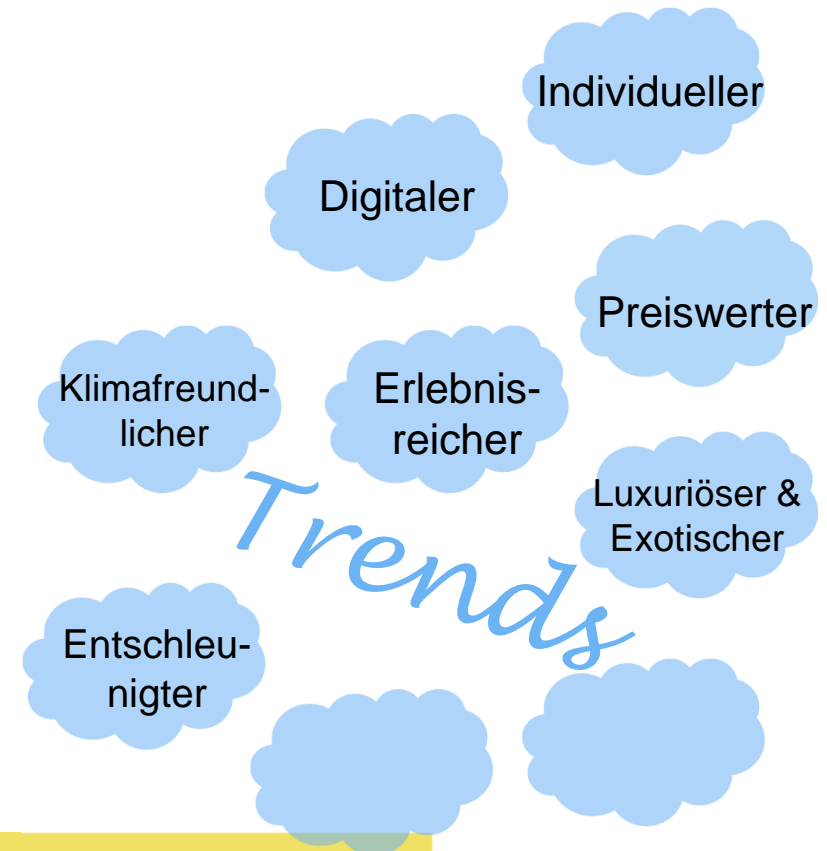 Individueller
Digitaler
Preiswerter
Klimafreund-
licher
Erlebnis-
reicher
Luxuriöser &
Exotischer
Trends
Entschleu-
nigter